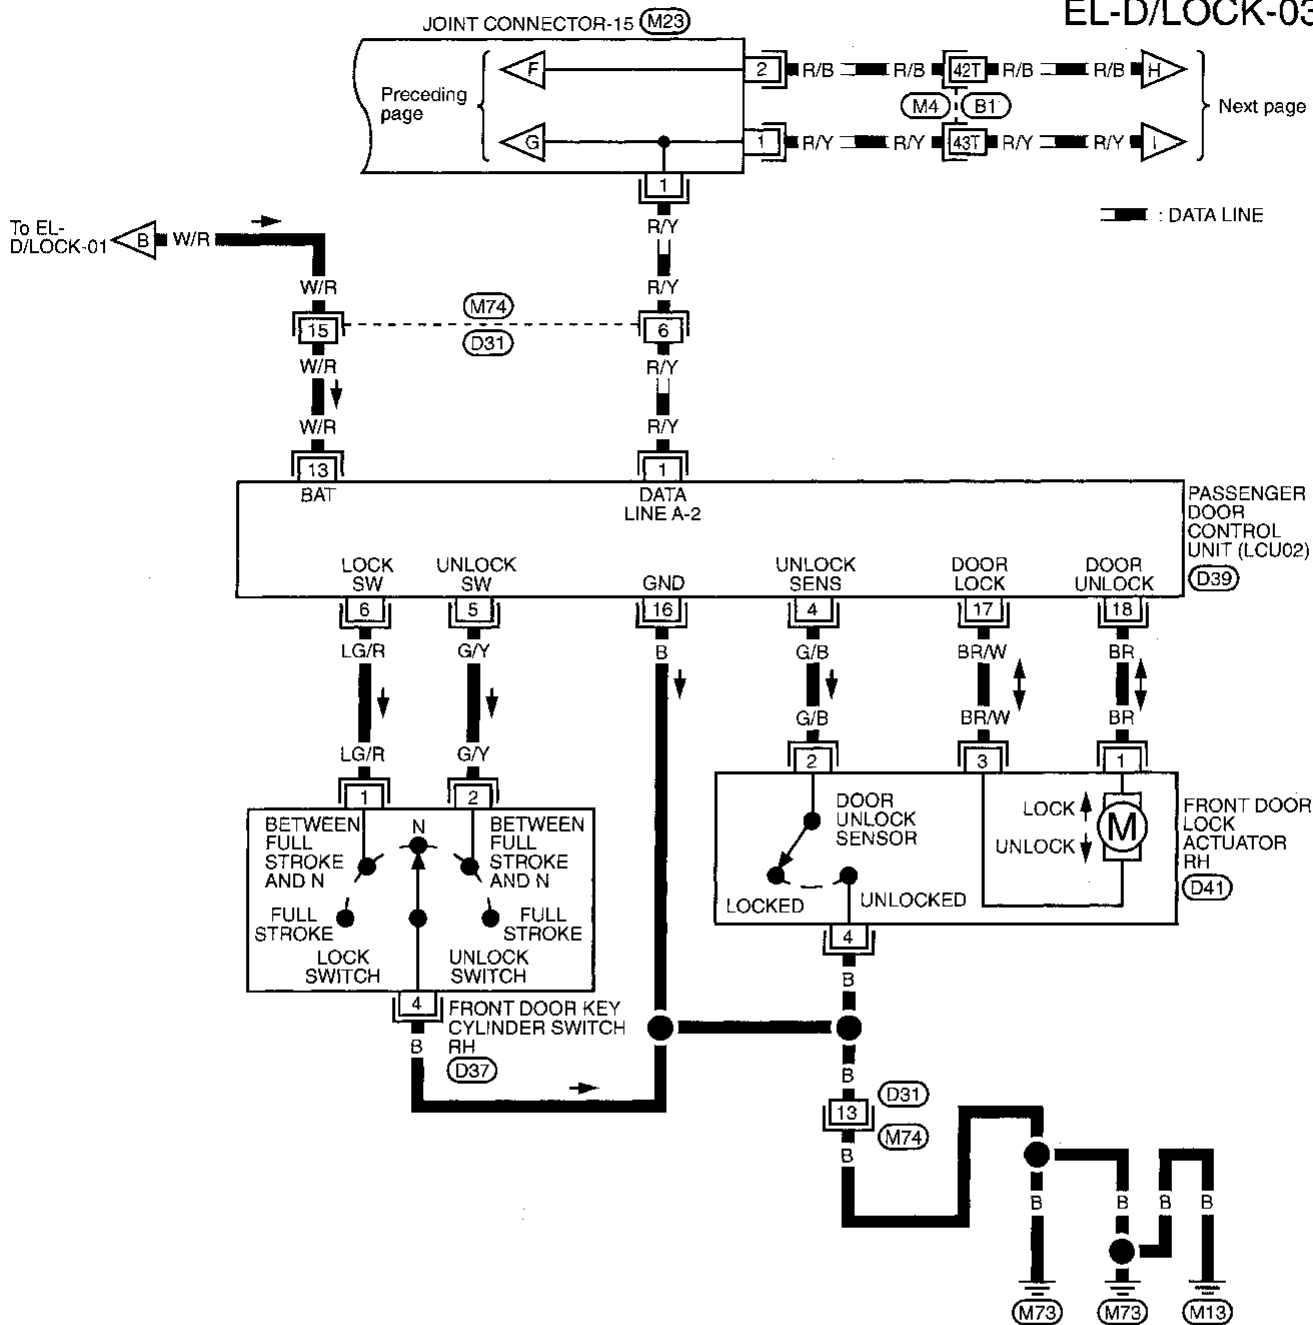 EL-D/LOCK-03
JOINT CONNECTOR-15 M23
Preceding
page
F
G
2
R/B
R/B
42T
R/B
R/B
H
M4
B1
Next page
1
R/Y
R/Y
43T
R/Y
R/Y
I
1
R/Y
: DATA LINE
To EL-
D/LOCK-01
B
W/R
W/R
R/Y
15
M74
D31
6
W/R
R/Y
W/R
R/Y
13
1
BAT
DATA
LINE A-2
PASSENGER
DOOR
CONTROL
UNIT (LCU02)
D39
LOCK
SW
UNLOCK
SW
GND
UNLOCK
SENS
DOOR
LOCK
DOOR
UNLOCK
6
5
16
4
17
18
LG/R
G/Y
B
G/B
BR/W
BR
G/B
BR/W
BR
LG/R
G/Y
2
3
1
1
2
BETWEEN
FULL
STROKE
AND N
N
BETWEEN
FULL
STROKE
AND N
FULL
STROKE
FULL
STROKE
LOCK
SWITCH
UNLOCK
SWITCH
DOOR
UNLOCK
SENSOR
LOCKED
UNLOCKED
LOCK
UNLOCK
M
FRONT DOOR
LOCK
ACTUATOR
RH
D41
4
B
4
FRONT DOOR KEY
CYLINDER SWITCH
RH
D37
B
B
13
D31
M74
B
B
B
B
B
M73
M73
M13